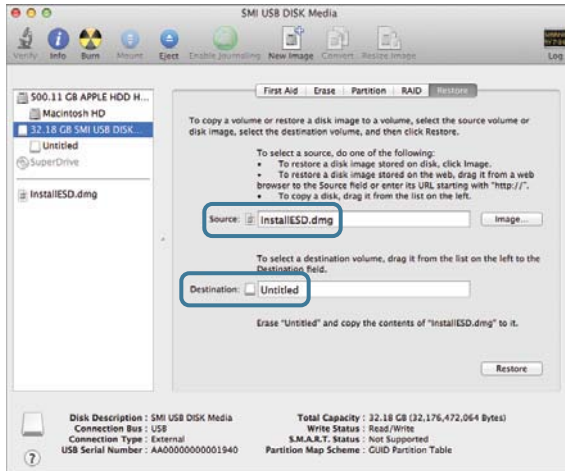 SMI USB DISK Media
Verify Info Burn Mount Eject Enable Journaling New Image Convert Resize Image Log
First Aid Erase Partition RAID Restore
500.11 GB APPLE HDD H...
Macintosh HD
32.18 GB SMI USB DISK...
Untitled
SuperDrive
InstallESD.dmg
To copy a volume or restore a disk image to a volume, select the source volume or
disk image, select the destination volume, and then click Restore.
To select a source, do one of the following:
• To restore a disk image stored on disk, click Image.
• To restore a disk image stored on the web, drag it from a web
browser to the Source field or enter its URL starting with "http://".
• To copy a disk, drag it from the list on the left.
Source: InstallESD.dmg Image...
To select a destination volume, drag it from the list on the left to the
Destination field.
Destination: Untitled
Erase "Untitled" and copy the contents of "InstallESD.dmg" to it.
Restore
Disk Description : SMI USB DISK Media
Connection Bus : USB
Connection Type : External
USB Serial Number : AA00000000001940
Total Capacity : 32.18 GB (32,176,472,064 Bytes)
Write Status : Read/Write
S.M.A.R.T. Status : Not Supported
Partition Map Scheme : GUID Partition Table
?